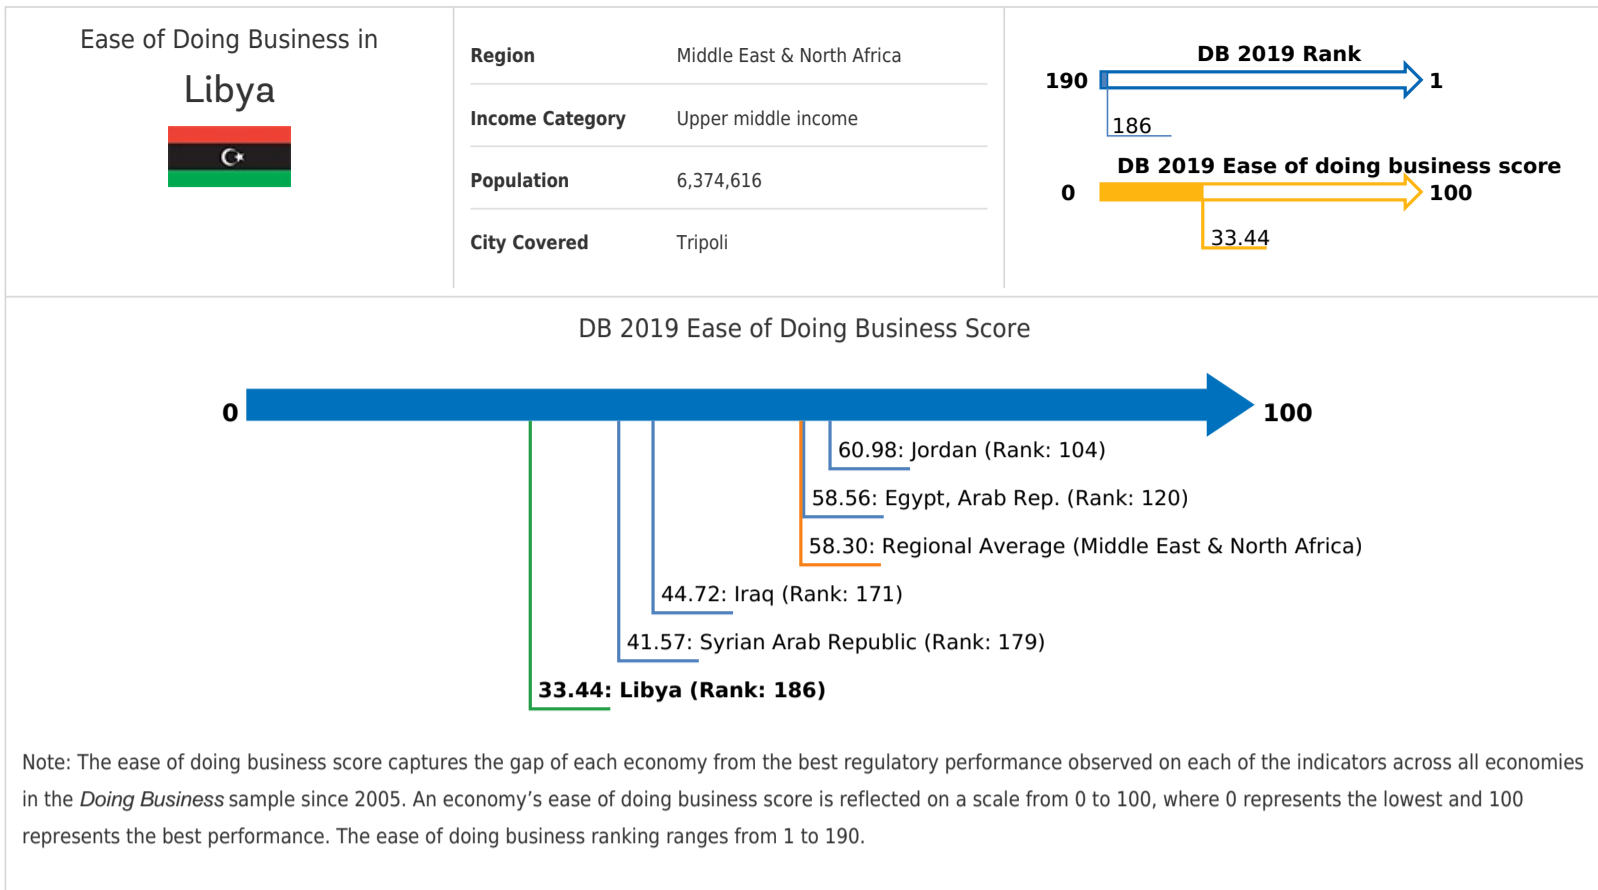 Ease of Doing Business in
Libya
Region Middle East & North Africa
Income Category Upper middle income
Population 6,374,616
City Covered Tripoli
DB 2019 Rank
190 1
186
DB 2019 Ease of doing business score
0 100
33.44
DB 2019 Ease of Doing Business Score
0 100
60.98: Jordan (Rank: 104)
58.56: Egypt, Arab Rep. (Rank: 120)
58.30: Regional Average (Middle East & North Africa)
44.72: Iraq (Rank: 171)
41.57: Syrian Arab Republic (Rank: 179)
33.44: Libya (Rank: 186)
Note: The ease of doing business score captures the gap of each economy from the best regulatory performance observed on each of the indicators across all economies
in the Doing Business sample since 2005. An economy’s ease of doing business score is reflected on a scale from 0 to 100, where 0 represents the lowest and 100
represents the best performance. The ease of doing business ranking ranges from 1 to 190.